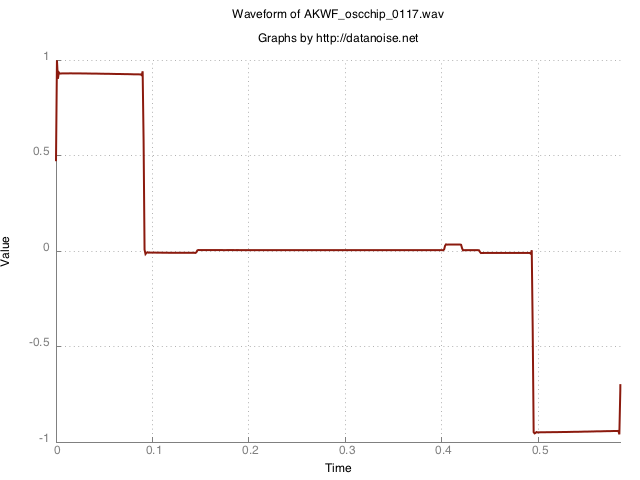 Waveform of AKWF_oscchip_0117.wav
Graphs by http://datanoise.net
1
0.5
0
-0.5
-1
Value
0 0.1 0.2 0.3 0.4 0.5
Time